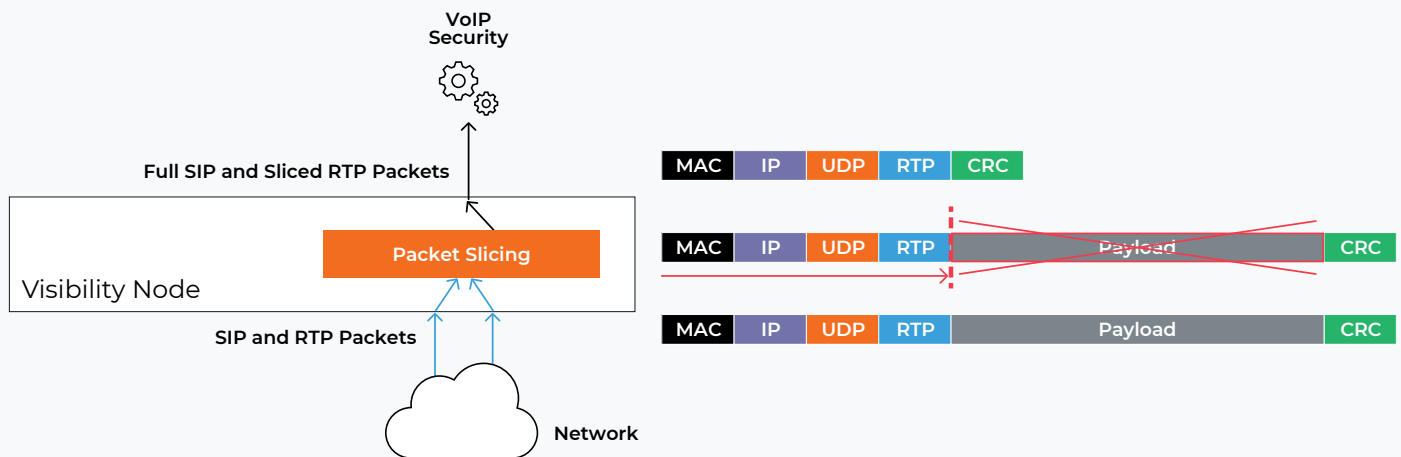 VoIP
Security
Full SIP and Sliced RTP Packets
Packet Slicing
Visibility Node
SIP and RTP Packets
Network
MAC IP UDP RTP CRC
MAC IP UDP RTP Payload CRC
MAC IP UDP RTP Payload CRC